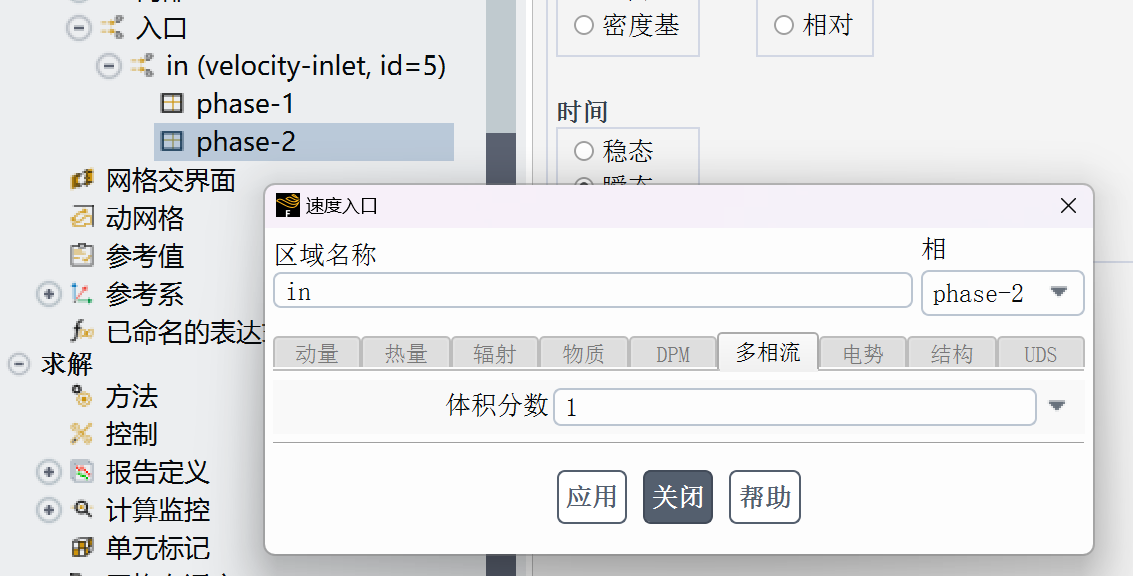 入口
密度基
相对
in (velocity-inlet, id=5)
phase-1
时间
phase-2
稳态
网格交界面
瞬态
速度入口
动网格
区域名称
相
参考值
in
phase-2
参考系
已命名的表达
动量
热量
辐射
物质
DPM
多相流
电势
结构
UDS
求解
方法
体积分数
1
控制
报告定义
应用
关闭
帮助
计算监控
单元标记